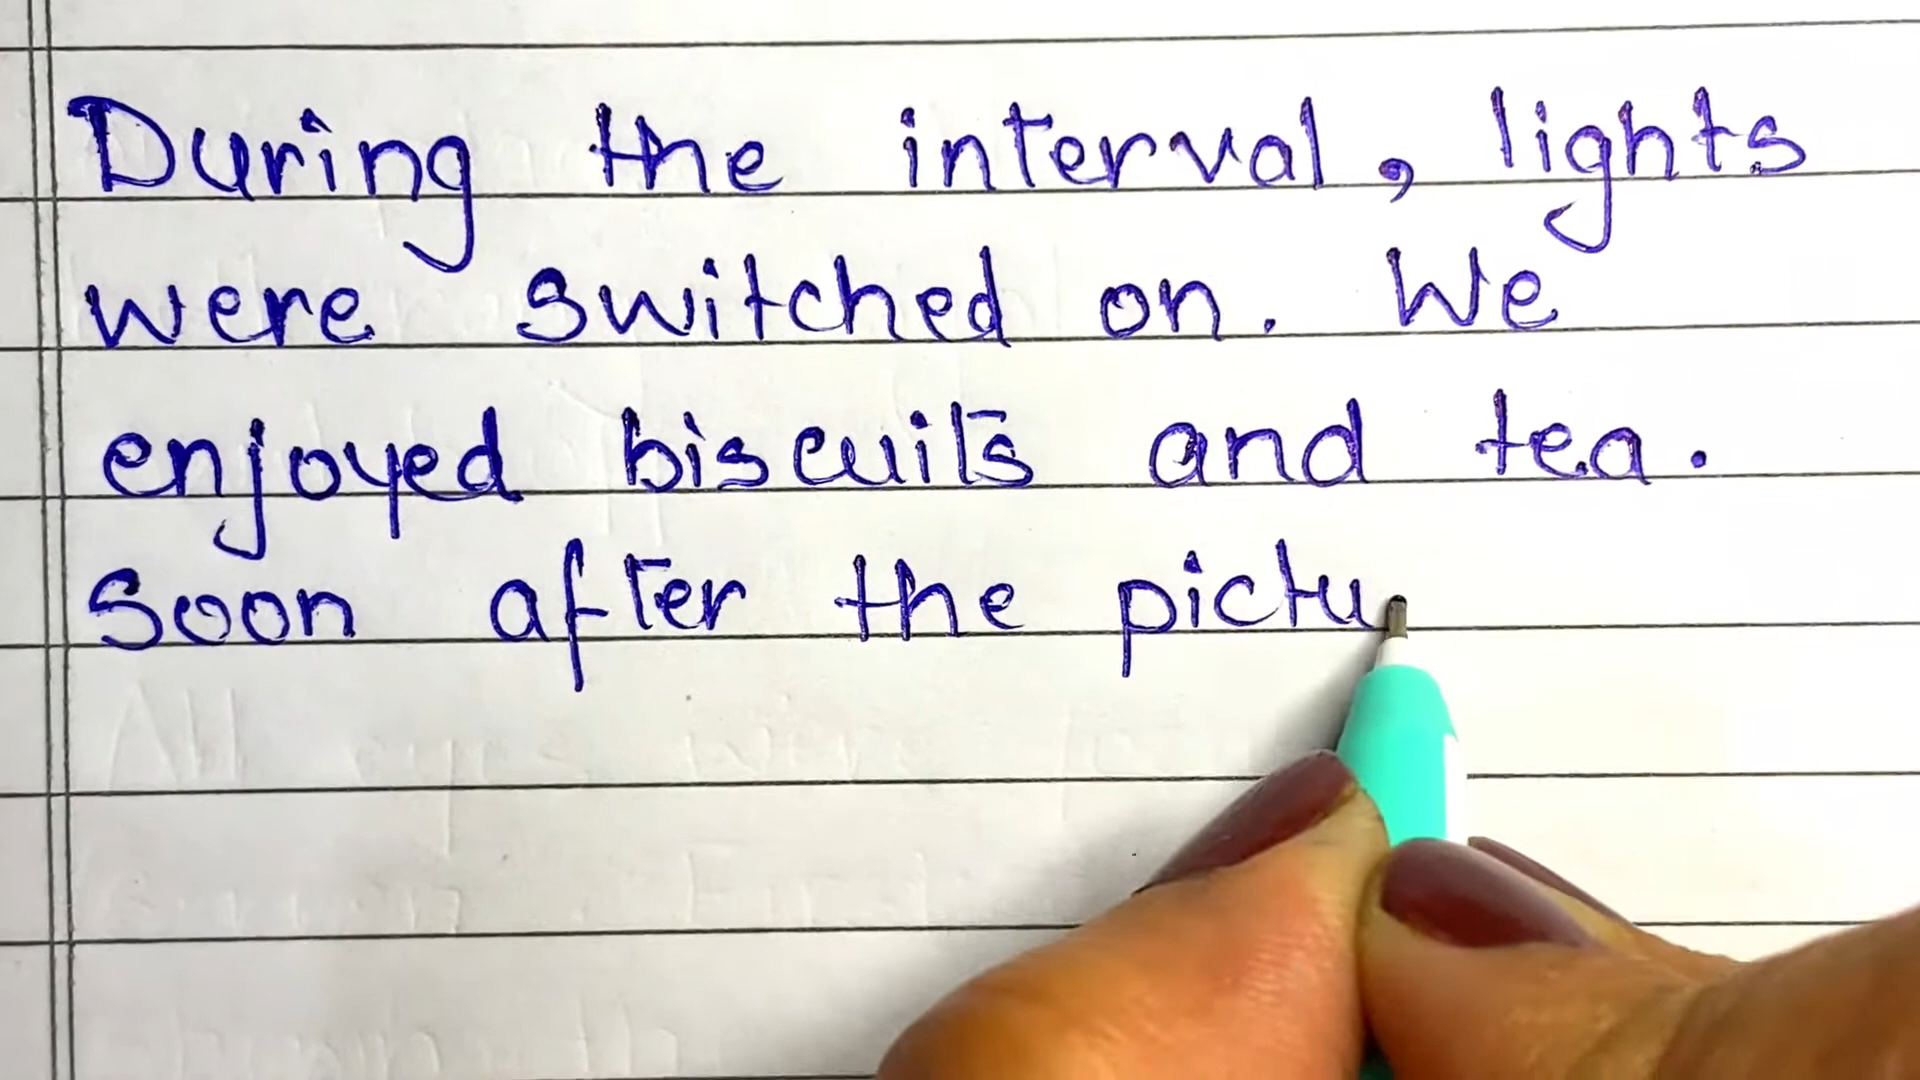 During the interval, lights
were switched on. We
enjoyed biscuits and tea.
Soon after the pictu